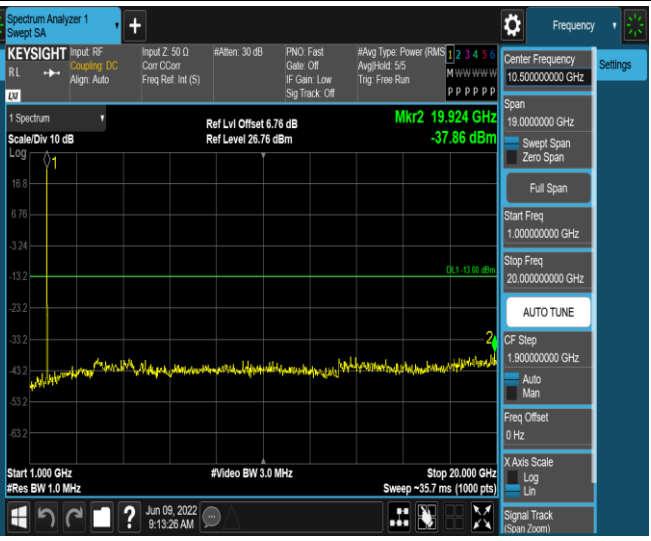 Spectrum Analyzer 1
Swept SA
Frequency
KEYSIGHT
RL
Input: RF
Coupling: DC
Align: Auto
Input Z: 50 Ω
Corr CCorr
Freq Ref: Int (S)
#Atten: 30 dB
PNO: Fast
Gate: Off
IF Gain: Low
Sig Track: Off
#Avg Type: Power (RMS
Avg|Hold: 5/5
Trig: Free Run
1 2 3 4 5 6
M W W W W W
P P P P P P
LXI
1 Spectrum
Scale/Div 10 dB
Log
Ref Lvl Offset 6.76 dB
Ref Level 26.76 dBm
Mkr2 19.924 GHz
-37.86 dBm
1
16.8
6.76
-3.24
-13.2
DL1 -13.00 dBm
-23.2
-33.2
2
-43.2
-53.2
-63.2
Start 1.000 GHz
#Video BW 3.0 MHz
Stop 20.000 GHz
#Res BW 1.0 MHz
Sweep ~35.7 ms (1000 pts)
?
Jun 09, 2022
9:13:26 AM
Center Frequency
10.500000000 GHz
Span
19.0000000 GHz
Swept Span
Zero Span
Full Span
Start Freq
1.000000000 GHz
Stop Freq
20.000000000 GHz
AUTO TUNE
CF Step
1.900000000 GHz
Auto
Man
Freq Offset
0 Hz
X Axis Scale
Log
Lin
Signal Track
(Span Zoom)
Settings